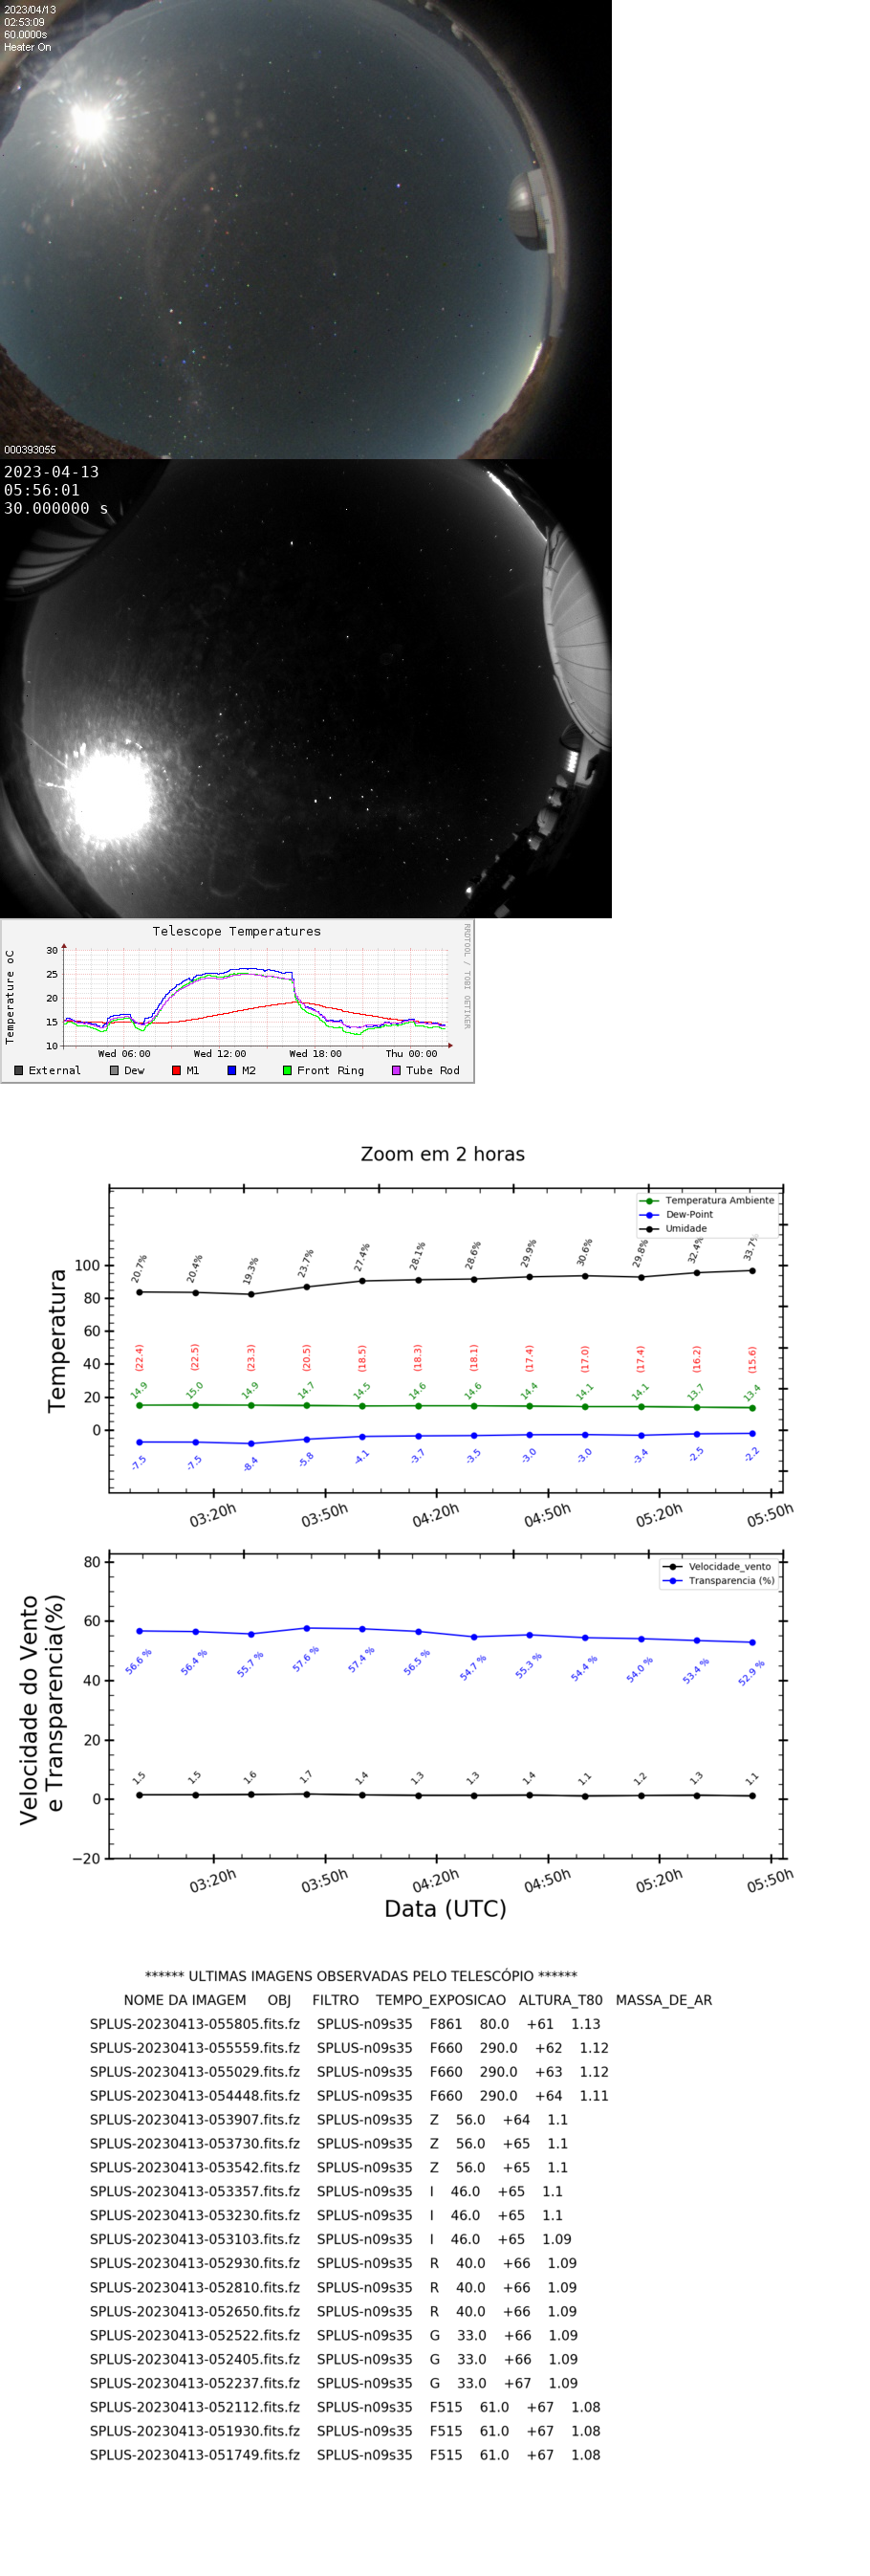 2023/04/13
02:53:09
60.0000s
Heater On
000393055
2023-04-13
05:56:01
30.000000 s
Telescope Temperatures
RRDTOOL / TOBI OETIKER
Temperature oC
30
25
20
15
10
Wed 06:00 Wed 12:00 Wed 18:00 Thu 00:00
External Dew M1 M2 Front Ring Tube Rod
Zoom em 2 horas
Temperatura Ambiente
Dew-Point
Umidade
Temperatura
100
80
60
40
20
0
20.7% 20.4% 19.3% 23.7% 27.4% 28.1% 28.6% 29.9% 30.6% 29.8% 32.4% 33.7%
(22.4) (22.5) (23.3) (20.5) (18.5) (18.3) (18.1) (17.4) (17.0) (17.4) (16.2) (15.6)
14.9 15.0 14.9 14.7 14.5 14.6 14.6 14.4 14.1 14.1 13.7 13.4
-7.5 -7.5 -8.4 -5.8 -4.1 -3.7 -3.5 -3.0 -3.0 -3.4 -2.5 -2.2
03:20h 03:50h 04:20h 04:50h 05:20h 05:50h
Velocidade_vento
Transparencia (%)
Velocidade do Vento
e Transparencia(%)
80
60
40
20
0
−20
56.6 % 56.4 % 55.7 % 57.6 % 57.4 % 56.5 % 54.7 % 55.3 % 54.4 % 54.0 % 53.4 % 52.9 %
1.5 1.5 1.6 1.7 1.4 1.3 1.3 1.4 1.1 1.2 1.3 1.1
03:20h 03:50h 04:20h 04:50h 05:20h 05:50h
Data (UTC)
****** ULTIMAS IMAGENS OBSERVADAS PELO TELESCÓPIO ******
NOME DA IMAGEM OBJ FILTRO TEMPO_EXPOSICAO ALTURA_T80 MASSA_DE_AR
SPLUS-20230413-055805.fits.fz SPLUS-n09s35 F861 80.0 +61 1.13
SPLUS-20230413-055559.fits.fz SPLUS-n09s35 F660 290.0 +62 1.12
SPLUS-20230413-055029.fits.fz SPLUS-n09s35 F660 290.0 +63 1.12
SPLUS-20230413-054448.fits.fz SPLUS-n09s35 F660 290.0 +64 1.11
SPLUS-20230413-053907.fits.fz SPLUS-n09s35 Z 56.0 +64 1.1
SPLUS-20230413-053730.fits.fz SPLUS-n09s35 Z 56.0 +65 1.1
SPLUS-20230413-053542.fits.fz SPLUS-n09s35 Z 56.0 +65 1.1
SPLUS-20230413-053357.fits.fz SPLUS-n09s35 I 46.0 +65 1.1
SPLUS-20230413-053230.fits.fz SPLUS-n09s35 I 46.0 +65 1.1
SPLUS-20230413-053103.fits.fz SPLUS-n09s35 I 46.0 +65 1.09
SPLUS-20230413-052930.fits.fz SPLUS-n09s35 R 40.0 +66 1.09
SPLUS-20230413-052810.fits.fz SPLUS-n09s35 R 40.0 +66 1.09
SPLUS-20230413-052650.fits.fz SPLUS-n09s35 R 40.0 +66 1.09
SPLUS-20230413-052522.fits.fz SPLUS-n09s35 G 33.0 +66 1.09
SPLUS-20230413-052405.fits.fz SPLUS-n09s35 G 33.0 +66 1.09
SPLUS-20230413-052237.fits.fz SPLUS-n09s35 G 33.0 +67 1.09
SPLUS-20230413-052112.fits.fz SPLUS-n09s35 F515 61.0 +67 1.08
SPLUS-20230413-051930.fits.fz SPLUS-n09s35 F515 61.0 +67 1.08
SPLUS-20230413-051749.fits.fz SPLUS-n09s35 F515 61.0 +67 1.08